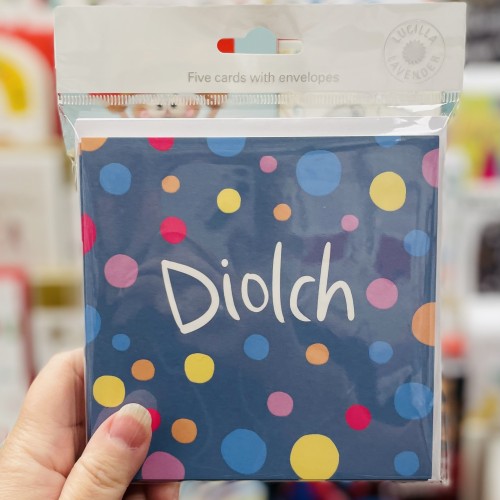 LUCILLA
LAVENDER
Five cards with envelopes
Diolch